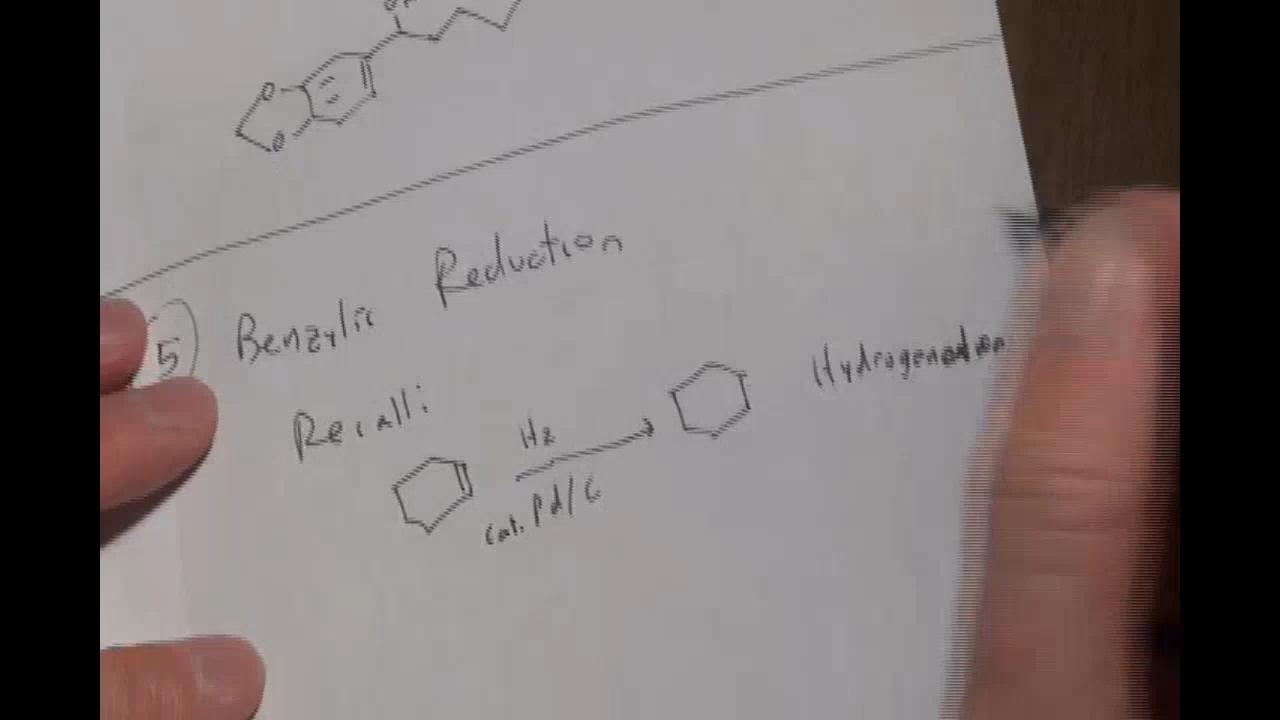 O
O
5) Benzylic Reduction
Recall:
H2 Hydrogenation
cat. Pd/C